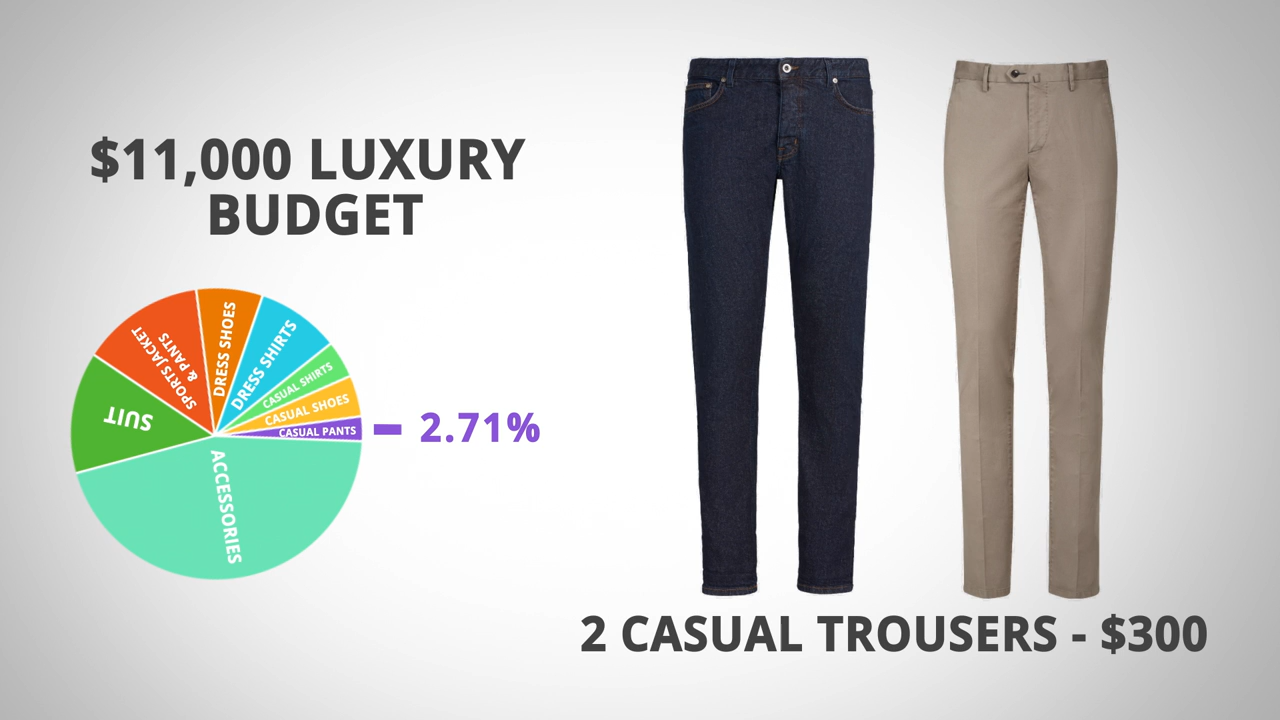 $11,000 LUXURY
BUDGET
SPORTS JACKET
& PANTS
DRESS SHOES
DRESS SHIRTS
CASUAL SHIRTS
CASUAL SHOES
CASUAL PANTS
2.71%
SUIT
ACCESSORIES
2 CASUAL TROUSERS - $300